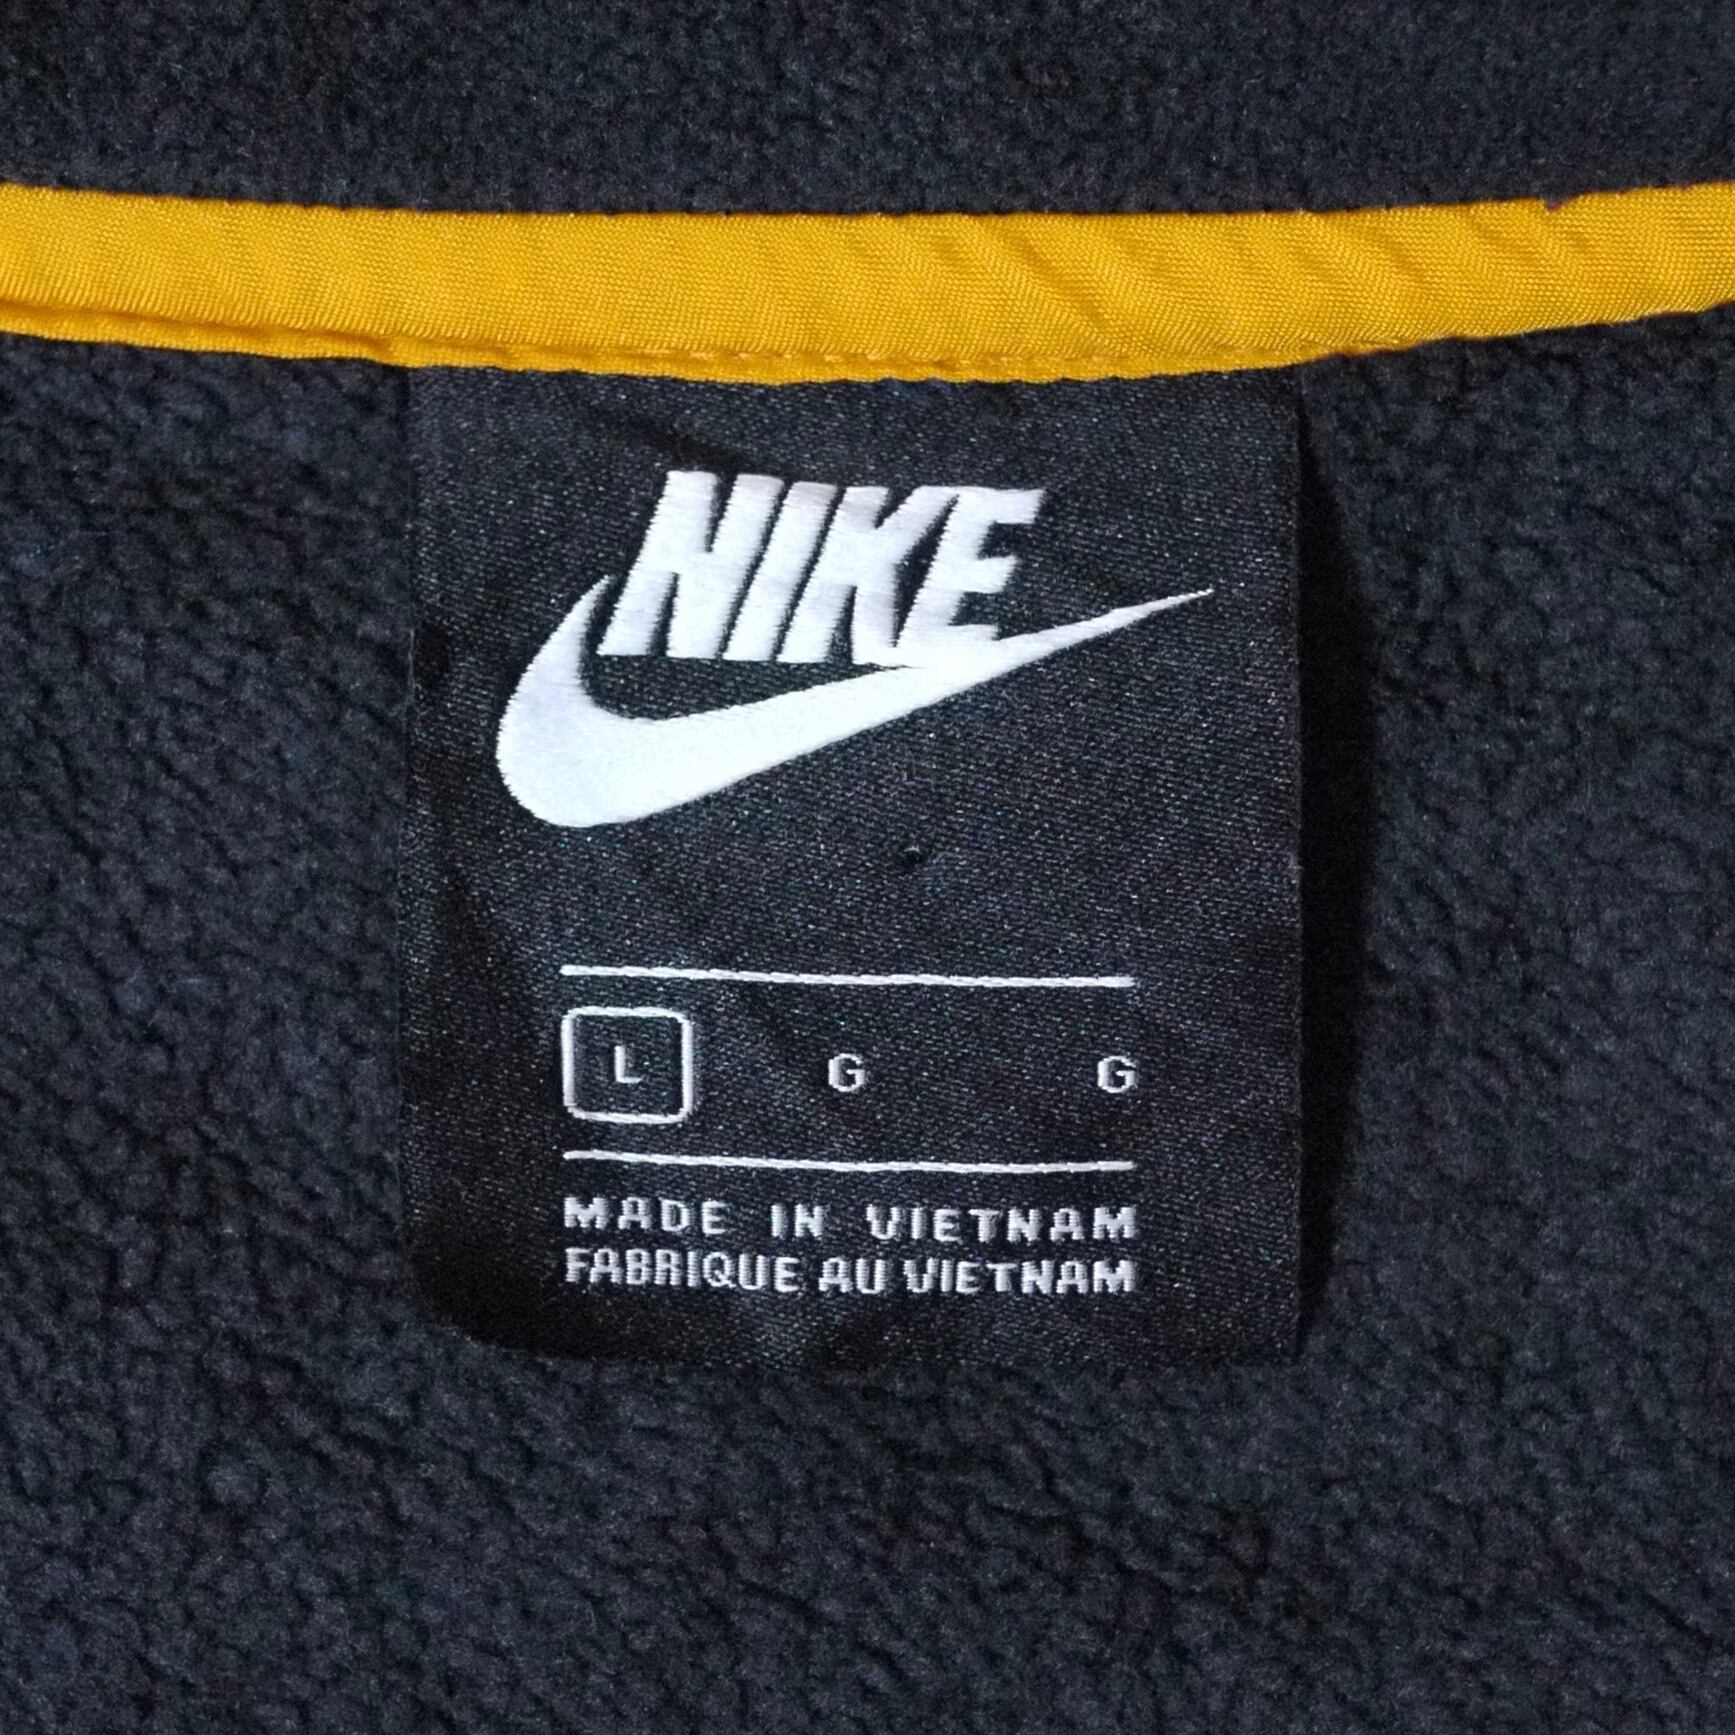 NIKE
L G G
MADE IN VIETNAM
FABRIQUE AU VIETNAM